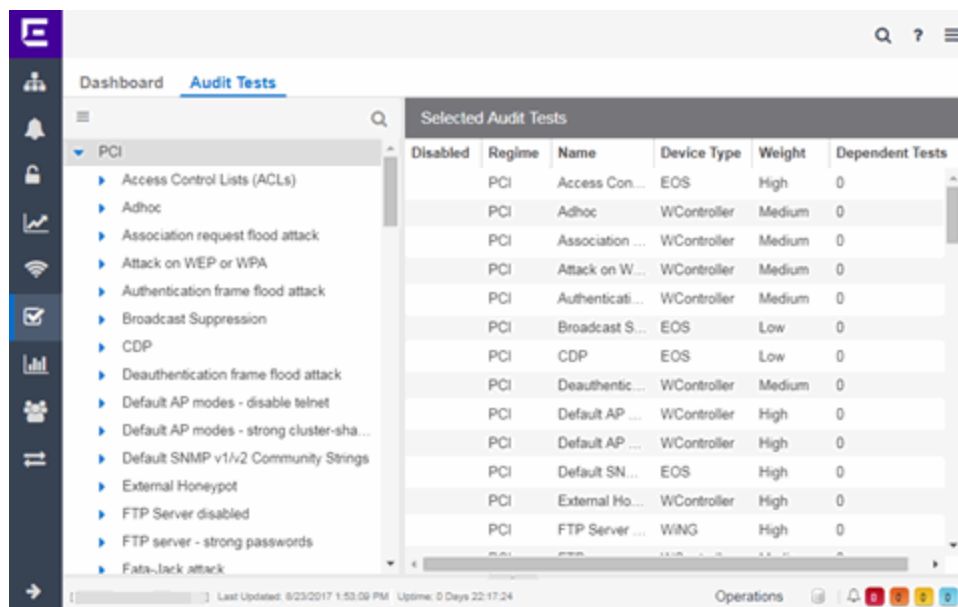 ?
Dashboard Audit Tests
Selected Audit Tests
PCI
Access Control Lists (ACLs)
Adhoc
Association request flood attack
Attack on WEP or WPA
Authentication frame flood attack
Broadcast Suppression
CDP
Deauthentication frame flood attack
Default AP modes - disable telnet
Default AP modes - strong cluster-sha...
Default SNMP v1/v2 Community Strings
External Honeypot
FTP Server disabled
FTP server - strong passwords
Fata-Jack attack
Disabled Regime Name Device Type Weight Dependent Tests
PCI Access Con... EOS High 0
PCI Adhoc WController Medium 0
PCI Association ... WController Medium 0
PCI Attack on W... WController Medium 0
PCI Authenticati... WController Medium 0
PCI Broadcast S... EOS Low 0
PCI CDP EOS Low 0
PCI Deauthentic... WController Medium 0
PCI Default AP ... WController High 0
PCI Default AP ... WController High 0
PCI Default SN... EOS High 0
PCI External Ho... WController High 0
PCI FTP Server ... WiNG High 0
[ ] Last Updated: 8/23/2017 1:53:09 PM Uptime: 0 Days 22:17:24
Operations 0 0 0 0